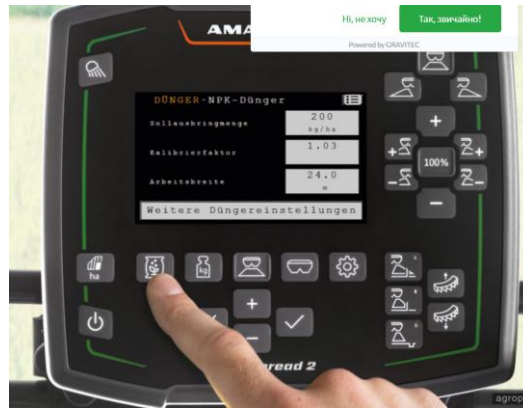 Ні, не хочу
Так, звичайно!
Powered by GRAVITEC
AMA
DÜNGER-NPK-Dünger
Sollausbringmenge
200
kg/ha
Kalibrierfaktor
1.03
Arbeitsbreite
24.0
m
Weitere Düngereinstellungen
+
+
+
100%
-
-
-
ha
kg
+
-
read 2
agrop